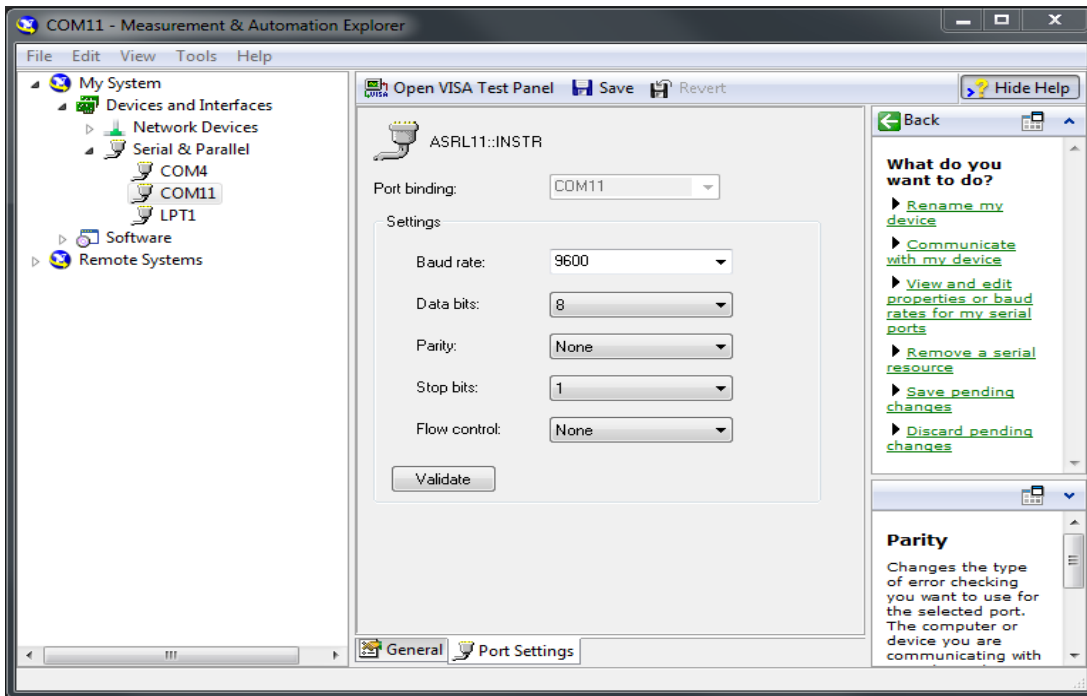 COM11 - Measurement & Automation Explorer
File Edit View Tools Help
My System
Devices and Interfaces
Network Devices
Serial & Parallel
COM4
COM11
LPT1
Software
Remote Systems
Open VISA Test Panel Save Revert
Hide Help
ASRL11::INSTR
Port binding: COM11
Settings
Baud rate: 9600
Data bits: 8
Parity: None
Stop bits: 1
Flow control: None
Validate
General Port Settings
Back
What do you
want to do?
Rename my
device
Communicate
with my device
View and edit
properties or baud
rates for my serial
ports
Remove a serial
resource
Save pending
changes
Discard pending
changes
Parity
Changes the type
of error checking
you want to use for
the selected port.
The computer or
device you are
communicating with